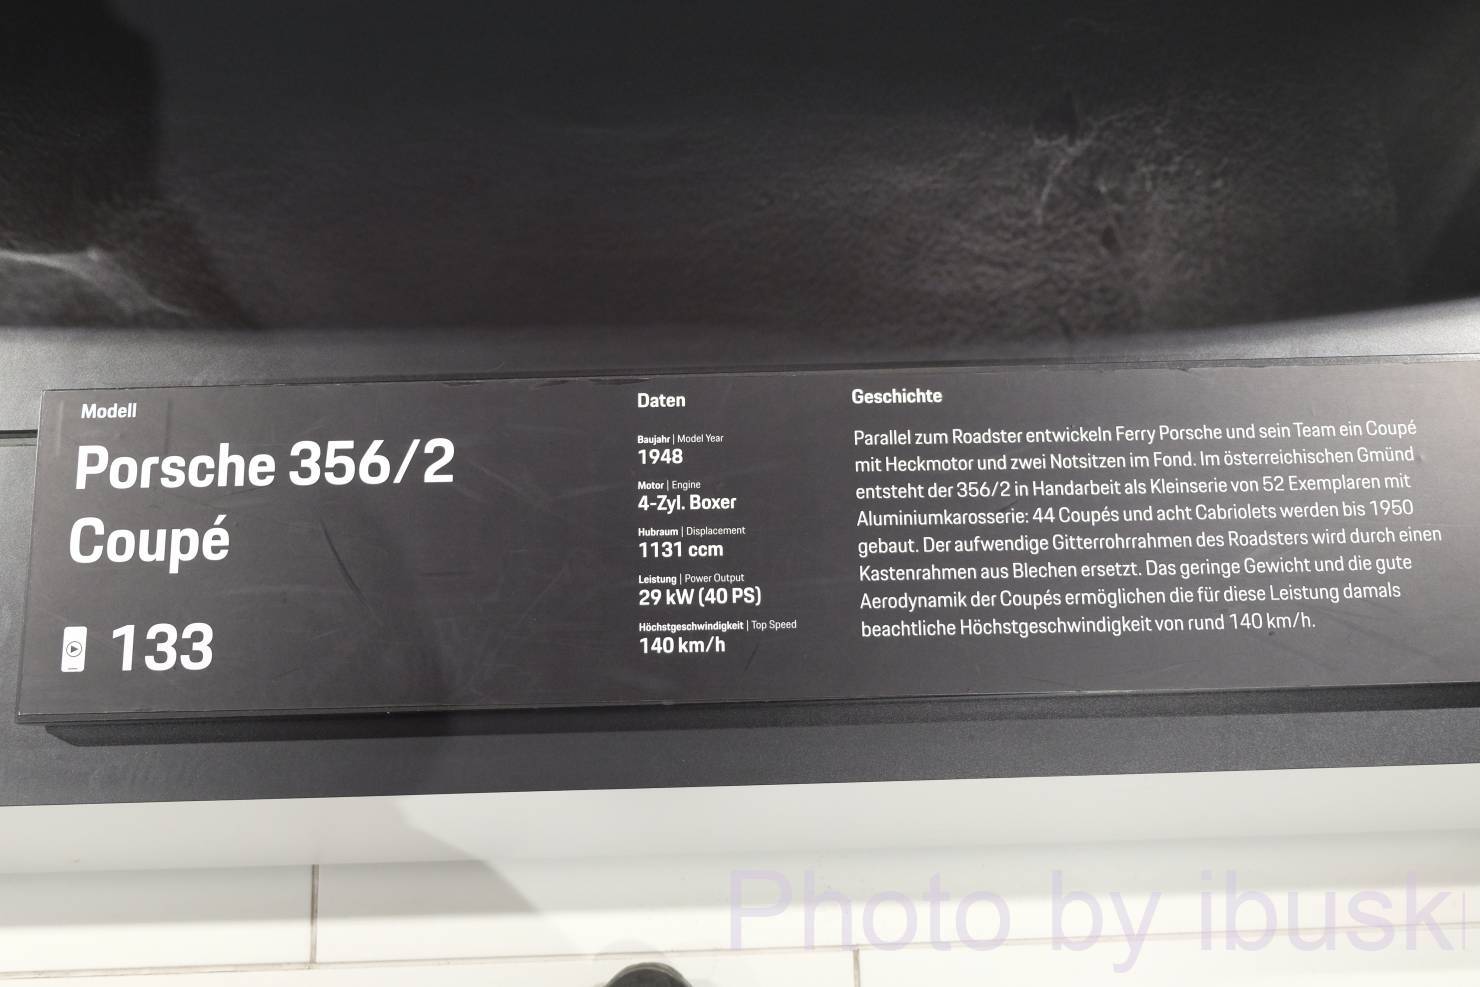 Modell
Porsche 356/2
Coupé
133
Daten
Baujahr | Model Year
1948
Motor | Engine
4-Zyl. Boxer
Hubraum | Displacement
1131 ccm
Leistung | Power Output
29 kW (40 PS)
Höchstgeschwindigkeit | Top Speed
140 km/h
Geschichte
Parallel zum Roadster entwickeln Ferry Porsche und sein Team ein Coupé
mit Heckmotor und zwei Notsitzen im Fond. Im österreichischen Gmünd
entsteht der 356/2 in Handarbeit als Kleinserie von 52 Exemplaren mit
Aluminiumkarosserie: 44 Coupés und acht Cabriolets werden bis 1950
gebaut. Der aufwendige Gitterrohrrahmen des Roadsters wird durch einen
Kastenrahmen aus Blechen ersetzt. Das geringe Gewicht und die gute
Aerodynamik der Coupés ermöglichen die für diese Leistung damals
beachtliche Höchstgeschwindigkeit von rund 140 km/h.
Photo by ibuski